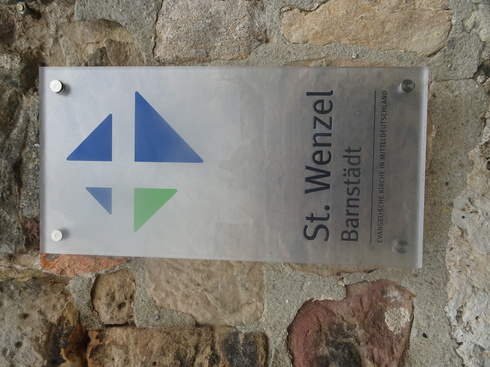 St. Wenzel
Barnstädt
EVANGELISCHE KIRCHE IN MITTELDEUTSCHLAND